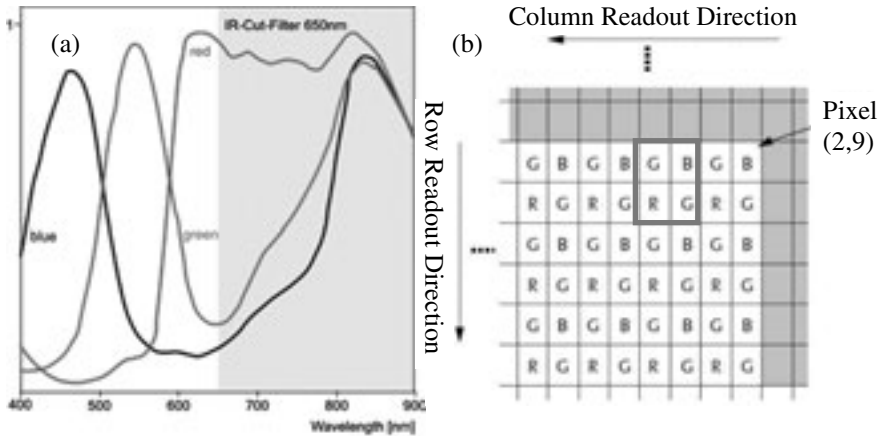 1
(a)
IR-Cut-Filter 650nm
red
blue
green
400 500 600 700 800 900
Wavelength [nm]
Row Readout Direction
(b)
Column Readout Direction
Pixel
(2,9)
G B G B G B G B
R G R G R G R G
G B G B G B G B
R G R G R G R G
G B G B G B G B
R G R G R G R G